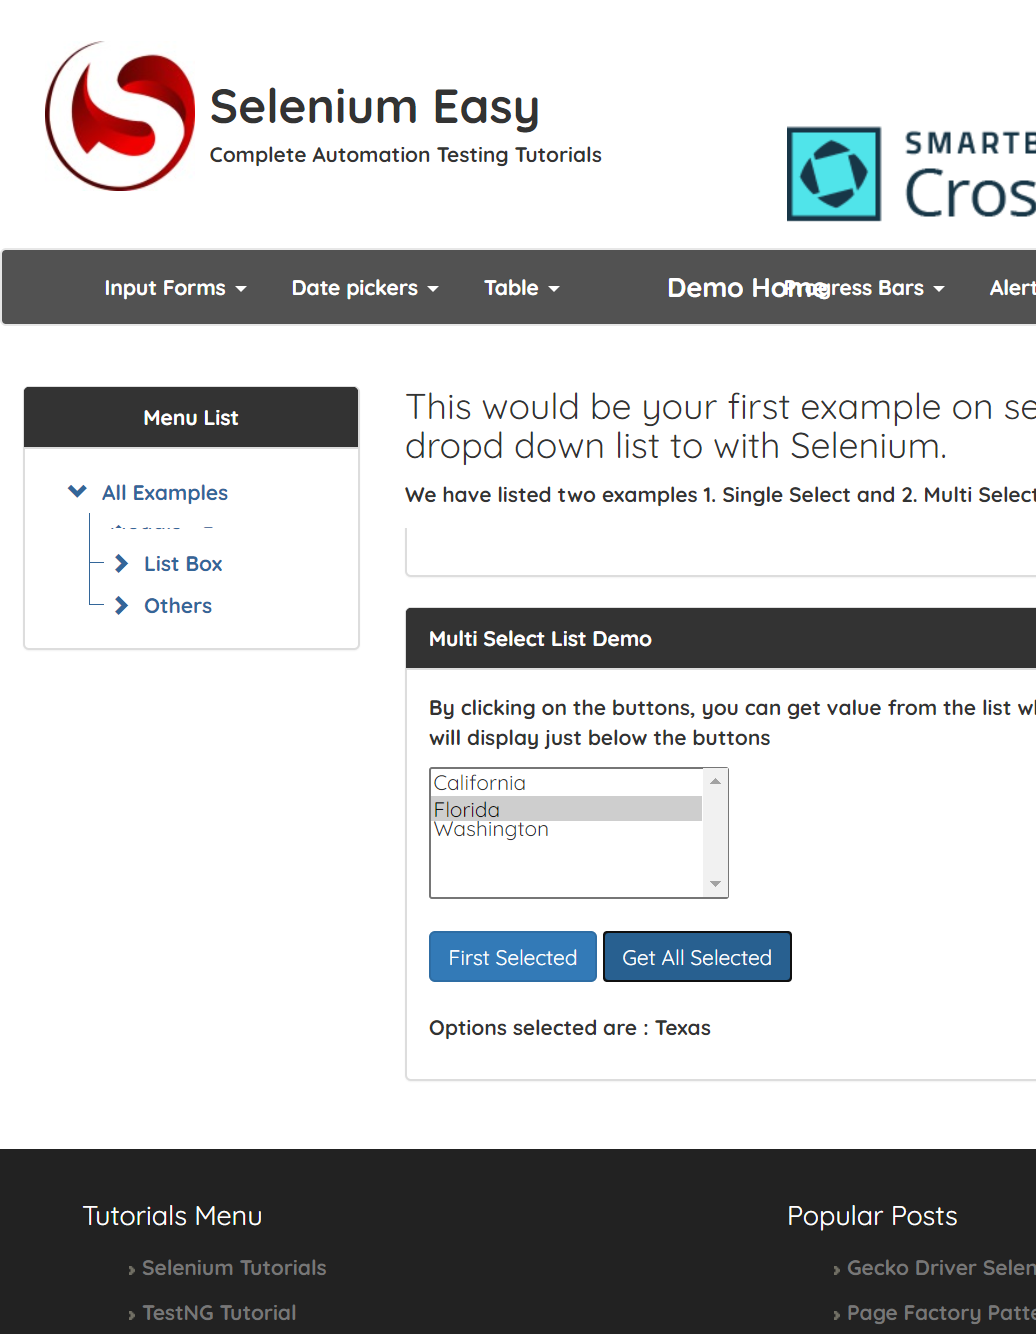 Selenium Easy
Complete Automation Testing Tutorials
SMARTB
Cros
Input Forms Date pickers Table Demo Home Progress Bars Alert
Menu List
All Examples
List Box
Others
This would be your first example on se
dropd down list to with Selenium.
We have listed two examples 1. Single Select and 2. Multi Select
Multi Select List Demo
By clicking on the buttons, you can get value from the list wh
will display just below the buttons
California
Florida
Washington
First Selected Get All Selected
Options selected are : Texas
Tutorials Menu
» Selenium Tutorials
» TestNG Tutorial
Popular Posts
» Gecko Driver Selen
» Page Factory Patte